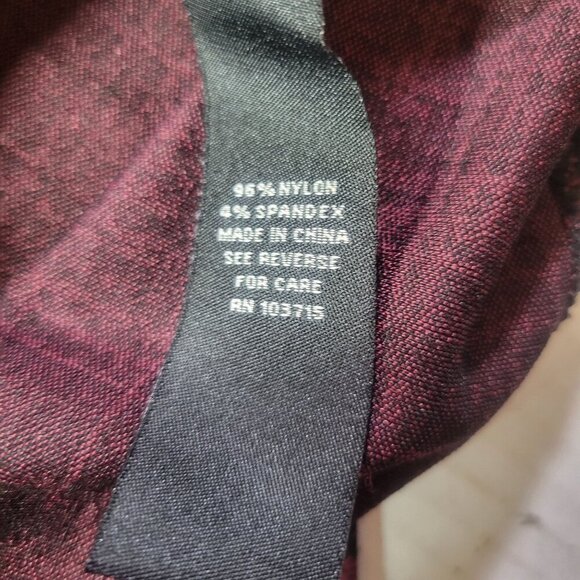 96% NYLON
4% SPANDEX
MADE IN CHINA
SEE REVERSE
FOR CARE
RN 103715